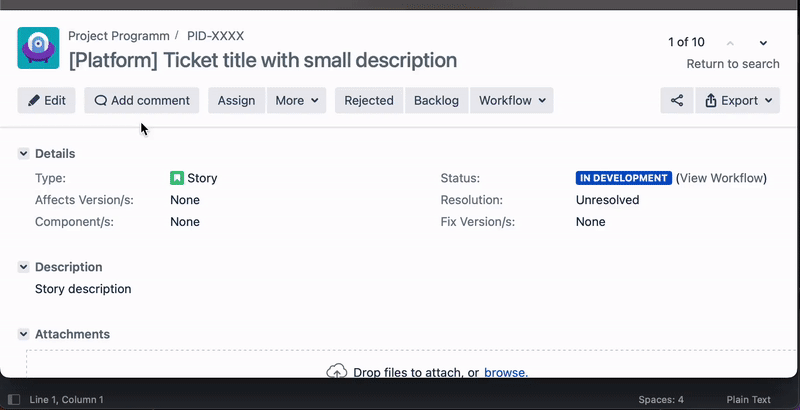 Project Programm / PID-XXXX
[Platform] Ticket title with small description
1 of 10
Return to search
Edit Add comment Assign More Rejected Backlog Workflow Export
Details
Type: Story Status: IN DEVELOPMENT (View Workflow)
Affects Version/s: None Resolution: Unresolved
Component/s: None Fix Version/s: None
Description
Story description
Attachments
Drop files to attach, or browse.
Line 1, Column 1 Spaces: 4 Plain Text